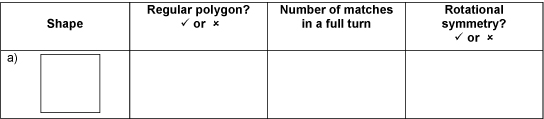 Shape
Regular polygon?
✓ or ×
Number of matches
in a full turn
Rotational
symmetry?
✓ or ×
a)